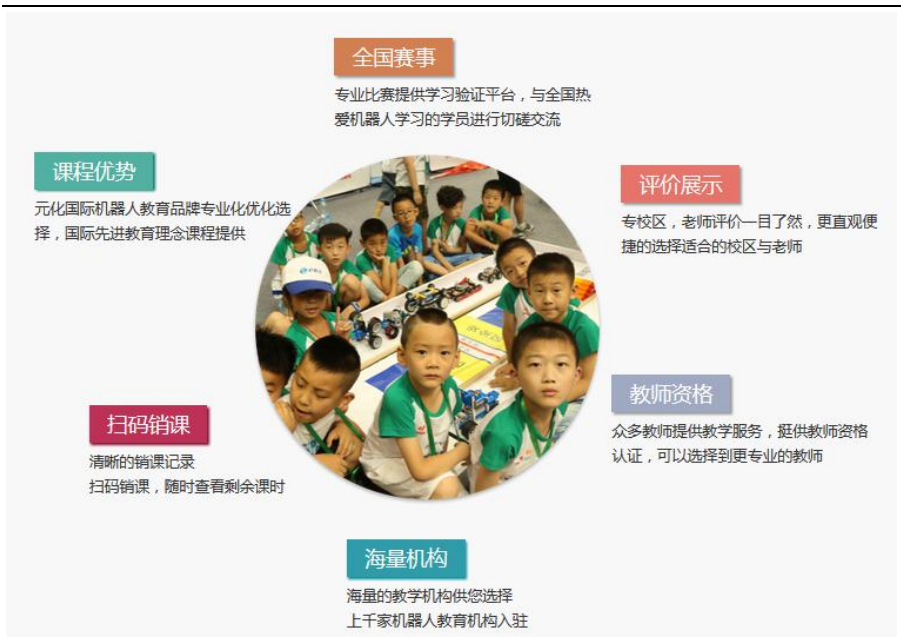 全国赛事
专业比赛提供学习验证平台，与全国热
爱机器人学习的学员进行切磋交流
课程优势
元化国际机器人教育品牌专业化优化选
择，国际先进教育理念课程提供
评价展示
专校区，老师评价一目了然，更直观便
捷的选择适合的校区与老师
教师资格
众多教师提供教学服务，挺供教师资格
认证，可以选择到更专业的教师
扫码销课
清晰的销课记录
扫码销课，随时查看剩余课时
海量机构
海量的教学机构供您选择
上千家机器人教育机构入驻